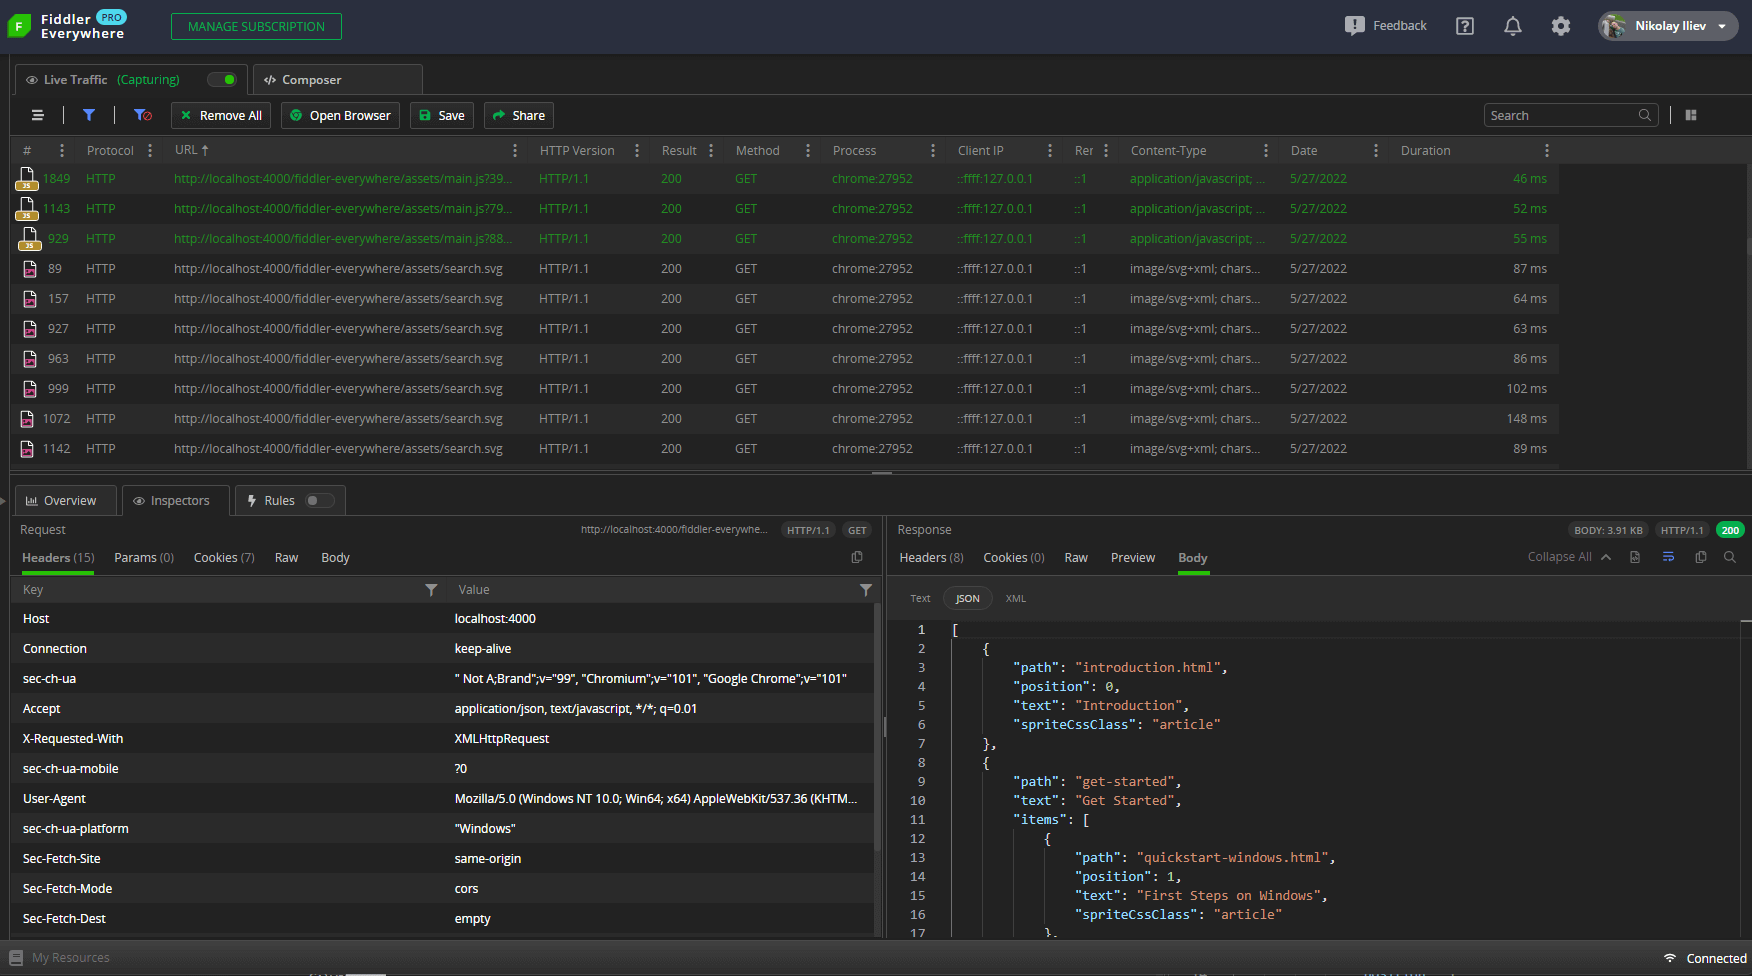 Fiddler PRO
Everywhere
MANAGE SUBSCRIPTION
Feedback
Nikolay Iliev
Live Traffic (Capturing)
Composer
Remove All
Open Browser
Save
Share
Search
# Protocol URL ↑ HTTP Version Result Method Process Client IP Rer Content-Type Date Duration
JS 1849 HTTP http://localhost:4000/fiddler-everywhere/assets/main.js?39... HTTP/1.1 200 GET chrome:27952 ::ffff:127.0.0.1 ::1 application/javascript; ... 5/27/2022 46 ms
JS 1143 HTTP http://localhost:4000/fiddler-everywhere/assets/main.js?79... HTTP/1.1 200 GET chrome:27952 ::ffff:127.0.0.1 ::1 application/javascript; ... 5/27/2022 52 ms
JS 929 HTTP http://localhost:4000/fiddler-everywhere/assets/main.js?88... HTTP/1.1 200 GET chrome:27952 ::ffff:127.0.0.1 ::1 application/javascript; ... 5/27/2022 55 ms
89 HTTP http://localhost:4000/fiddler-everywhere/assets/search.svg HTTP/1.1 200 GET chrome:27952 ::ffff:127.0.0.1 ::1 image/svg+xml; chars... 5/27/2022 87 ms
157 HTTP http://localhost:4000/fiddler-everywhere/assets/search.svg HTTP/1.1 200 GET chrome:27952 ::ffff:127.0.0.1 ::1 image/svg+xml; chars... 5/27/2022 64 ms
927 HTTP http://localhost:4000/fiddler-everywhere/assets/search.svg HTTP/1.1 200 GET chrome:27952 ::ffff:127.0.0.1 ::1 image/svg+xml; chars... 5/27/2022 63 ms
963 HTTP http://localhost:4000/fiddler-everywhere/assets/search.svg HTTP/1.1 200 GET chrome:27952 ::ffff:127.0.0.1 ::1 image/svg+xml; chars... 5/27/2022 86 ms
999 HTTP http://localhost:4000/fiddler-everywhere/assets/search.svg HTTP/1.1 200 GET chrome:27952 ::ffff:127.0.0.1 ::1 image/svg+xml; chars... 5/27/2022 102 ms
1072 HTTP http://localhost:4000/fiddler-everywhere/assets/search.svg HTTP/1.1 200 GET chrome:27952 ::ffff:127.0.0.1 ::1 image/svg+xml; chars... 5/27/2022 148 ms
1142 HTTP http://localhost:4000/fiddler-everywhere/assets/search.svg HTTP/1.1 200 GET chrome:27952 ::ffff:127.0.0.1 ::1 image/svg+xml; chars... 5/27/2022 89 ms
Overview Inspectors Rules
Request http://localhost:4000/fiddler-everywhe... HTTP/1.1 GET
Headers (15) Params (0) Cookies (7) Raw Body
Key Value
Host localhost:4000
Connection keep-alive
sec-ch-ua " Not A;Brand";v="99", "Chromium";v="101", "Google Chrome";v="101"
Accept application/json, text/javascript, */*; q=0.01
X-Requested-With XMLHttpRequest
sec-ch-ua-mobile ?0
User-Agent Mozilla/5.0 (Windows NT 10.0; Win64; x64) AppleWebKit/537.36 (KHTM...
sec-ch-ua-platform "Windows"
Sec-Fetch-Site same-origin
Sec-Fetch-Mode cors
Sec-Fetch-Dest empty
Response BODY: 3.91 KB HTTP/1.1 200
Headers (8) Cookies (0) Raw Preview Body Collapse All
Text JSON XML
1 [
2 {
3 "path": "introduction.html",
4 "position": 0,
5 "text": "Introduction",
6 "spriteCssClass": "article"
7 },
8 {
9 "path": "get-started",
10 "text": "Get Started",
11 "items": [
12 {
13 "path": "quickstart-windows.html",
14 "position": 1,
15 "text": "First Steps on Windows",
16 "spriteCssClass": "article"
17 },
My Resources
Connected